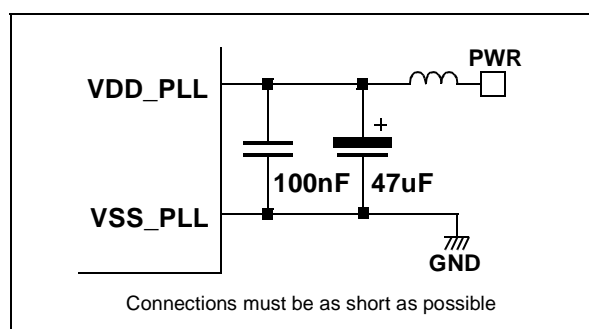 PWR
VDD_PLL
+
100nF
47uF
VSS_PLL
GND
Connections must be as short as possible